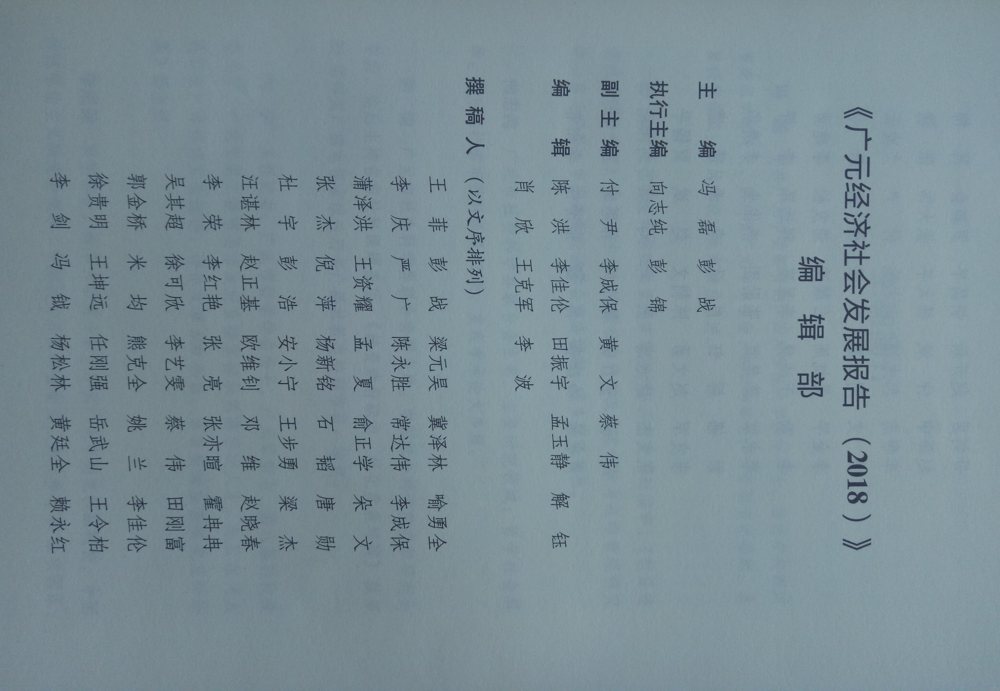 《广元经济社会发展报告（2018）》
编 辑 部
主 编 冯 磊 彭 战
执行主编 向志纯 彭 锦
副 主 编 付 尹 李成保 黄 文 蔡 伟
编 辑 陈 洪 李佳伦 田振宇 孟玉静 解 钰
肖 欣 王克军 李 波
撰 稿 人 （以文序排列）
王 菲 彭 战 梁元昊 冀泽林 喻勇全
李 庆 严 广 陈永胜 常达伟 李成保
蒲泽洪 王资耀 孟 夏 俞正学 朵 文
张 杰 倪 萍 杨新铭 石 韬 唐 勋
杜 宇 彭 浩 安小宁 王步勇 梁 杰
汪谌林 赵正基 欧维钊 邓 维 赵晓春
李 荣 李红艳 张 亮 张亦暄 霍冉冉
吴其超 徐可欣 李艺雯 蔡 伟 田刚富
郭金桥 米 均 熊克全 姚 兰 李佳伦
徐贵明 王坤远 任刚强 岳武山 王令柏
李 剑 冯 钺 杨松林 黄廷全 赖永红